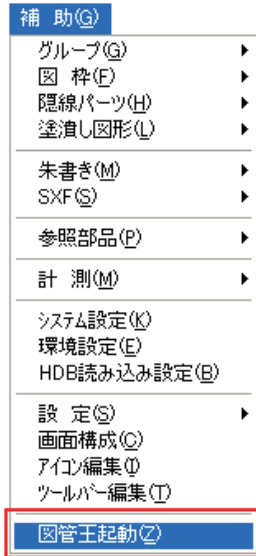 補 助(G)
グループ(G)
図 枠(F)
隠線パーツ(H)
塗潰し図形(L)
朱書き(M)
SXF(S)
参照部品(P)
計 測(M)
システム設定(K)
環境設定(E)
HDB読み込み設定(B)
設 定(S)
画面構成(C)
アイコン編集(I)
ツールバー編集(T)
図管王起動(Z)